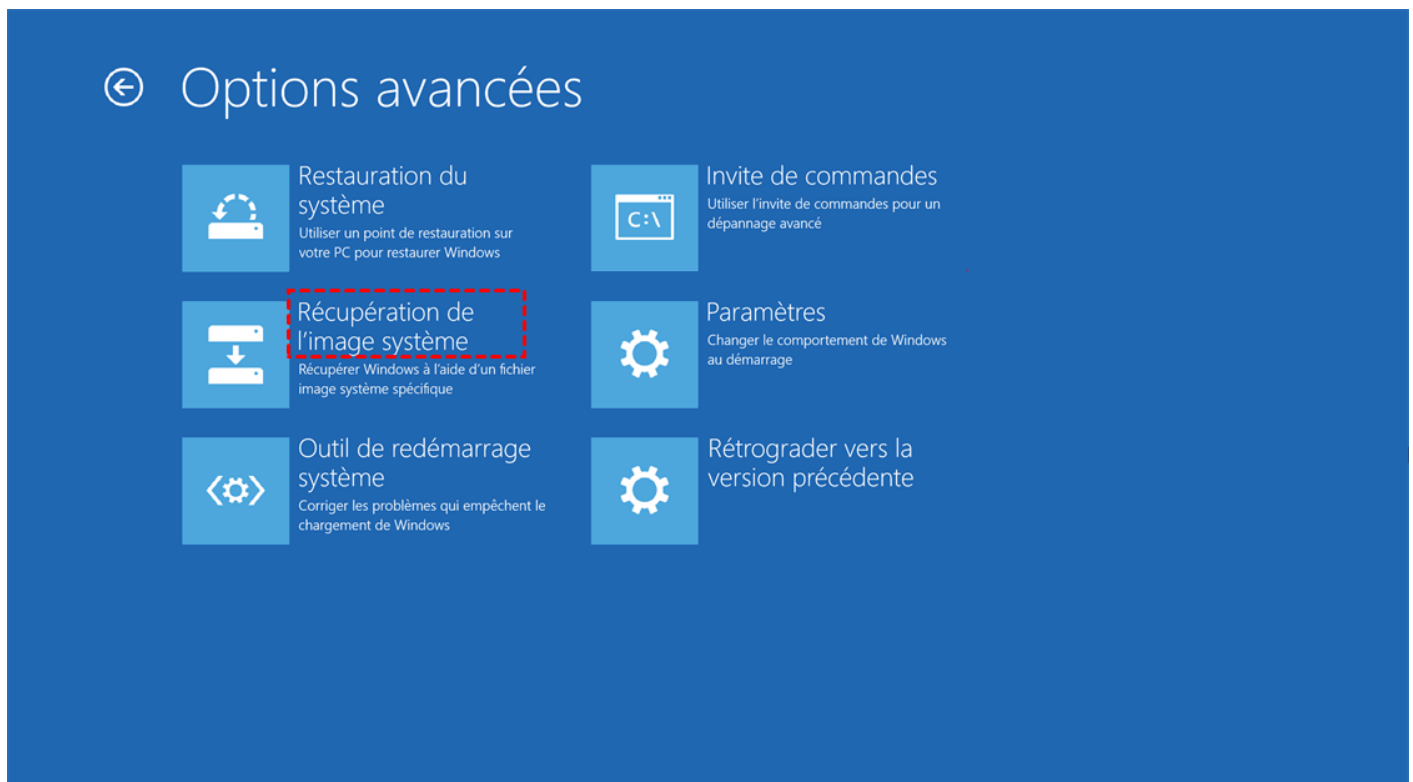 Options avancées
Restauration du
système
Utiliser un point de restauration sur
votre PC pour restaurer Windows
Récupération de
l'image système
Récupérer Windows à l'aide d'un fichier
image système spécifique
Outil de redémarrage
système
Corriger les problèmes qui empêchent le
chargement de Windows
C:\
Invite de commandes
Utiliser l'invite de commandes pour un
dépannage avancé
Paramètres
Changer le comportement de Windows
au démarrage
Rétrograder vers la
version précédente